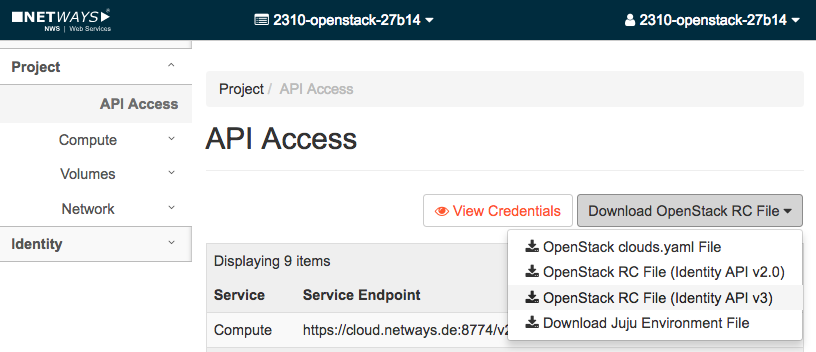 NETWAYS
NWS | Web Services
2310-openstack-27b14
2310-openstack-27b14
Project
API Access
Compute
Volumes
Network
Identity
Project / API Access
API Access
View Credentials
Download OpenStack RC File
OpenStack clouds.yaml File
OpenStack RC File (Identity API v2.0)
OpenStack RC File (Identity API v3)
Download Juju Environment File
Displaying 9 items
Service Service Endpoint
Compute https://cloud.netways.de:8774/v2